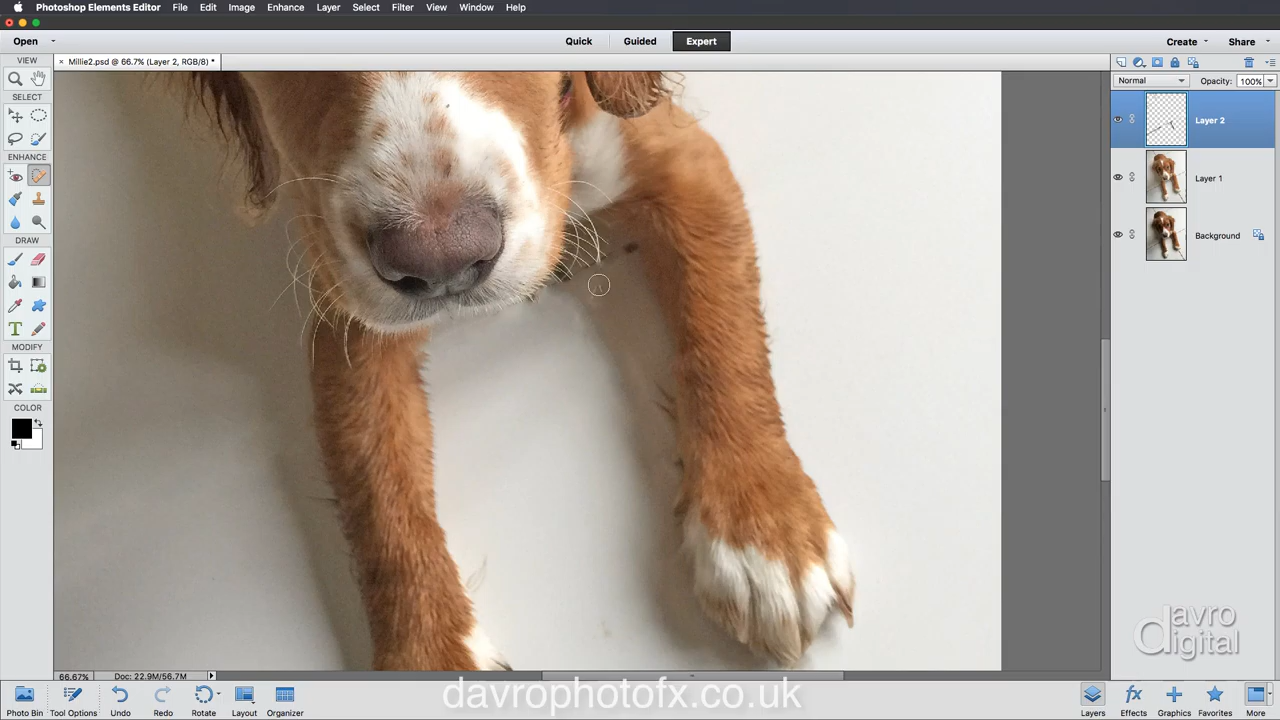 Photoshop Elements Editor File Edit Image Enhance Layer Select Filter View Window Help
Open Quick Guided Expert Create Share
VIEW × Millie2.psd @ 66.7% (Layer 2, RGB/8) *
Normal Opacity: 100%
SELECT
Layer 2
ENHANCE
Layer 1
Background
DRAW
T
MODIFY
COLOR
davro
digital
66.67% Doc: 22.9M/56.7M
davrophotofx.co.uk
Photo Bin Tool Options Undo Redo Rotate Layout Organizer Layers Effects Graphics Favorites More